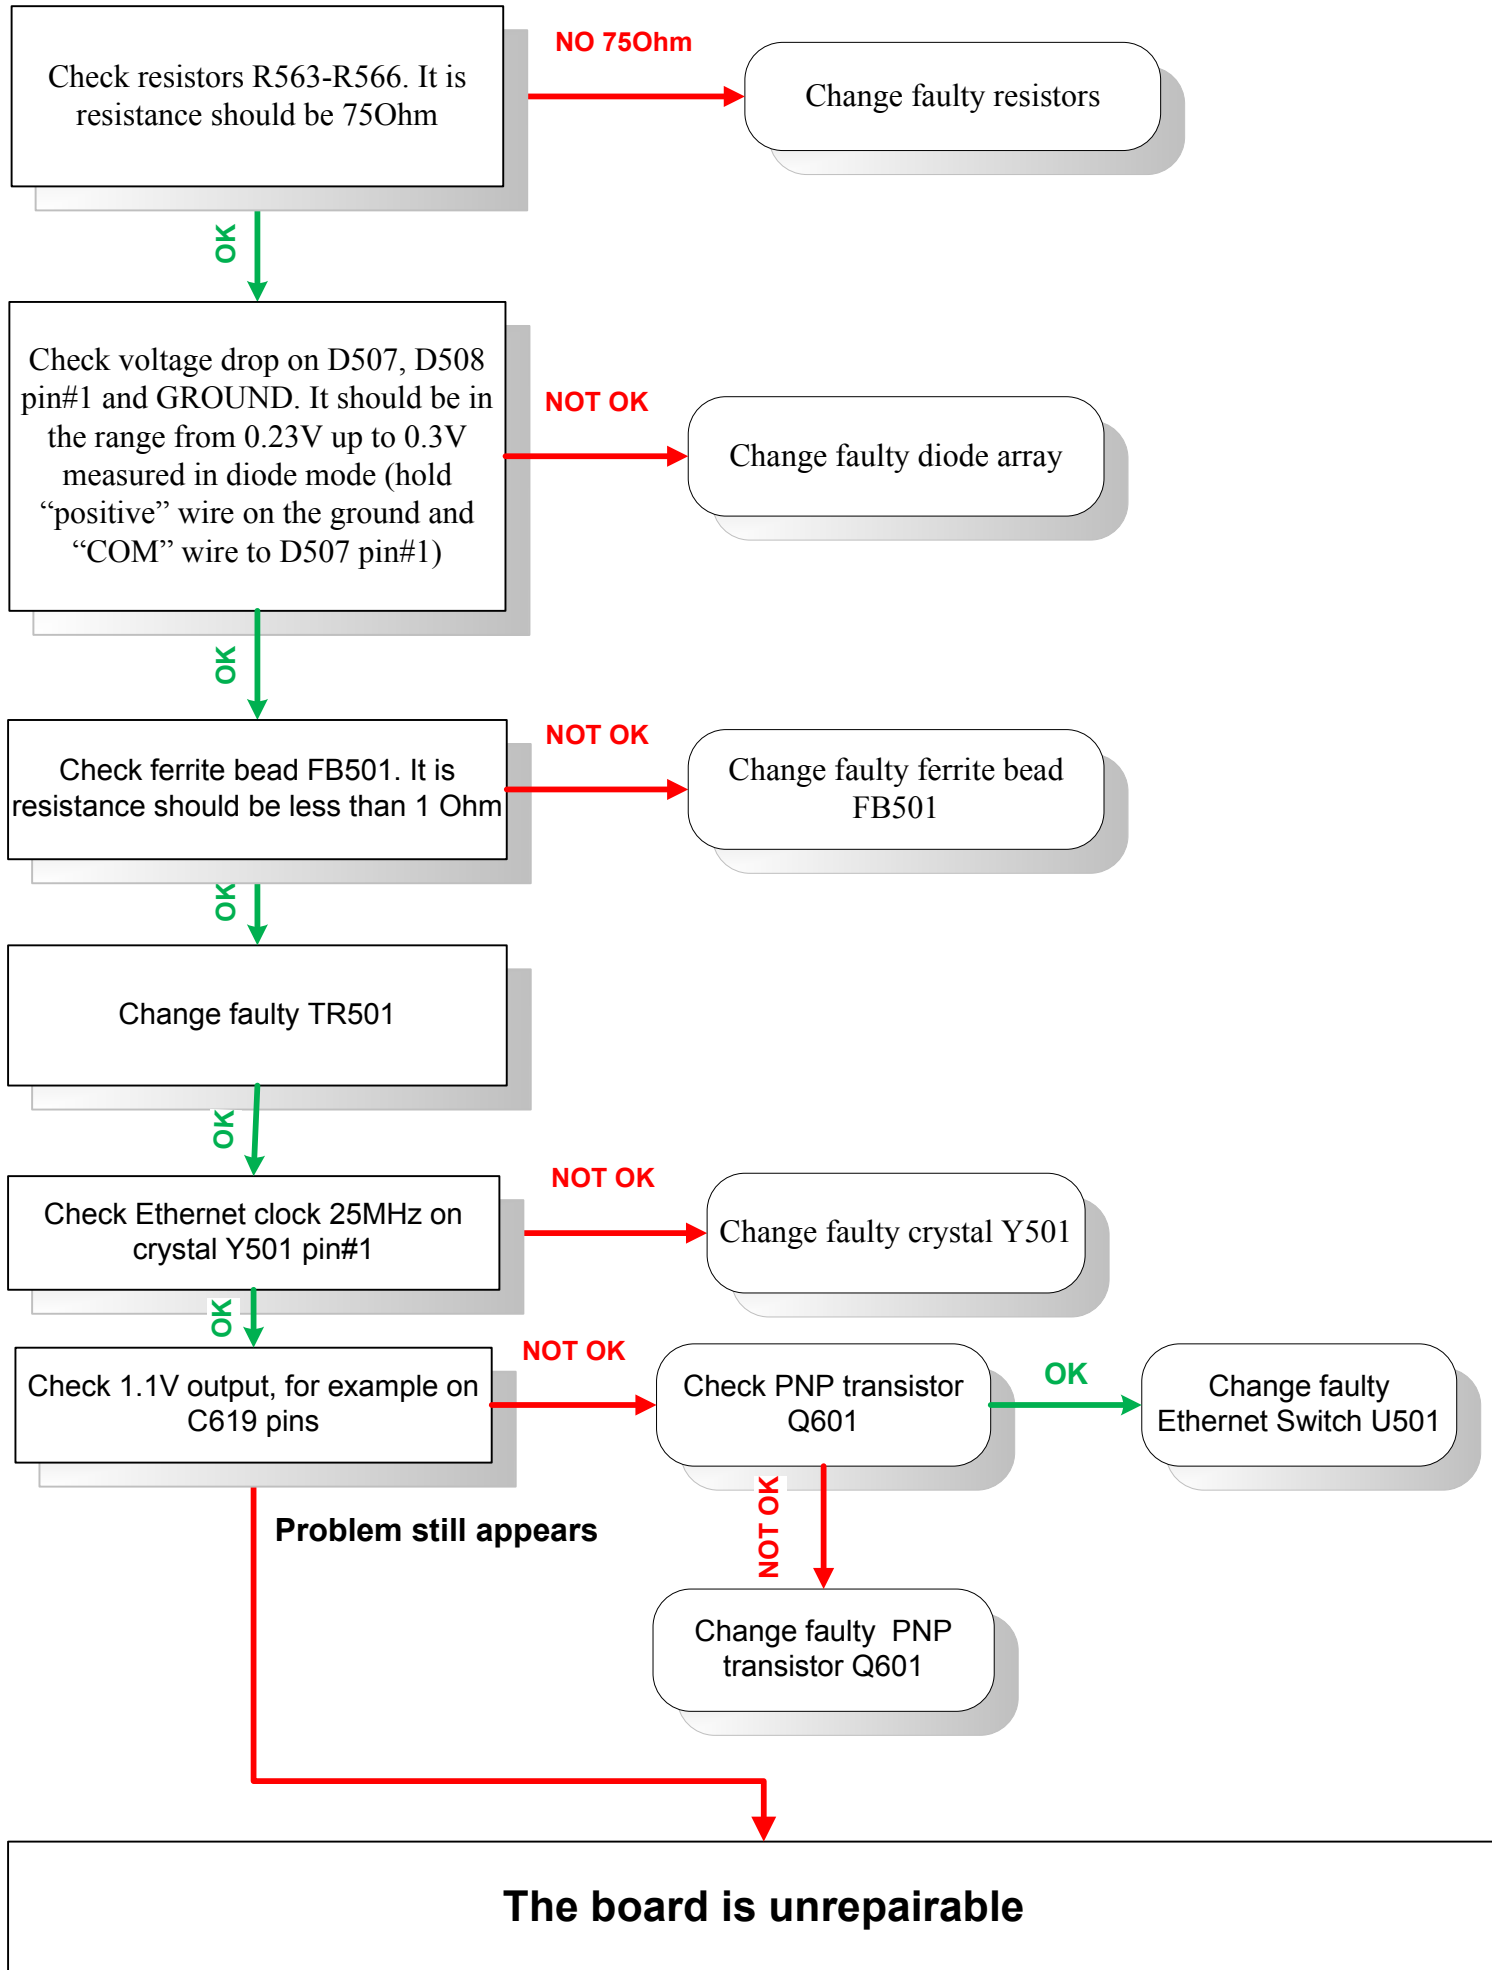 Check resistors R563-R566. It is
resistance should be 75Ohm
NO 75Ohm
Change faulty resistors
OK
Check voltage drop on D507, D508
pin#1 and GROUND. It should be in
the range from 0.23V up to 0.3V
measured in diode mode (hold
“positive” wire on the ground and
“COM” wire to D507 pin#1)
NOT OK
Change faulty diode array
OK
Check ferrite bead FB501. It is
resistance should be less than 1 Ohm
NOT OK
Change faulty ferrite bead
FB501
OK
Change faulty TR501
OK
Check Ethernet clock 25MHz on
crystal Y501 pin#1
NOT OK
Change faulty crystal Y501
OK
Check 1.1V output, for example on
C619 pins
NOT OK
Check PNP transistor
Q601
OK
Change faulty
Ethernet Switch U501
NOT OK
Problem still appears
Change faulty  PNP
transistor Q601
The board is unrepairable